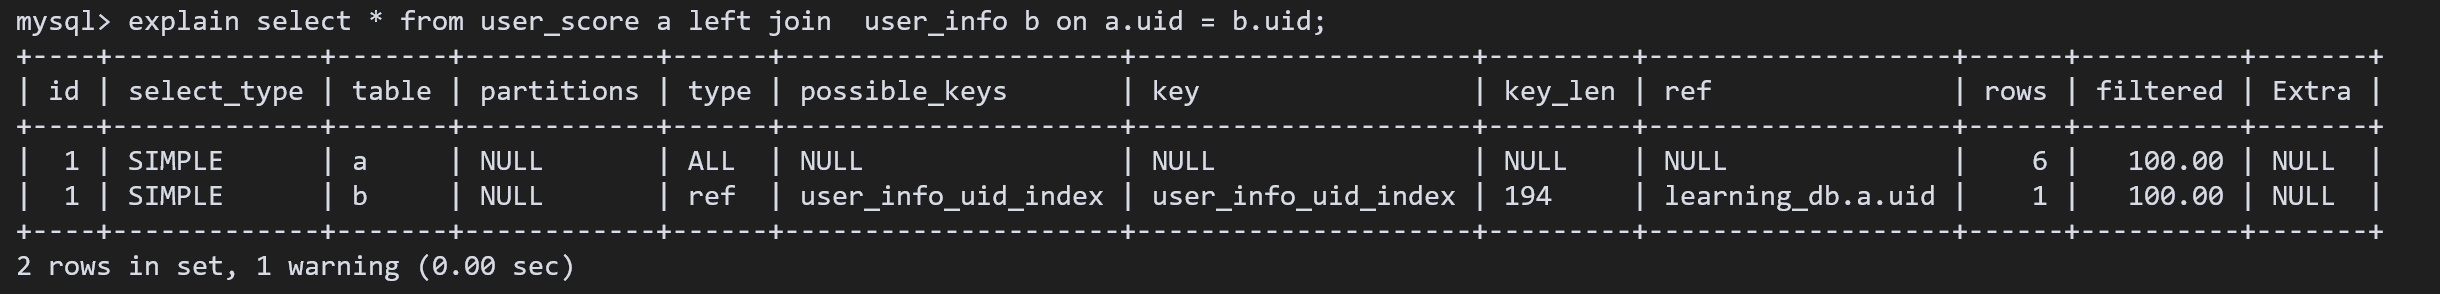 mysql> explain select * from user_score a left join  user_info b on a.uid = b.uid;
+----+-------------+-------+------------+------+---------------------+---------------------+---------+-------------------+------+----------+-------+
| id | select_type | table | partitions | type | possible_keys       | key                 | key_len | ref               | rows | filtered | Extra |
+----+-------------+-------+------------+------+---------------------+---------------------+---------+-------------------+------+----------+-------+
|  1 | SIMPLE      | a     | NULL       | ALL  | NULL                | NULL                | NULL    | NULL              |    6 |   100.00 | NULL  |
|  1 | SIMPLE      | b     | NULL       | ref  | user_info_uid_index | user_info_uid_index | 194     | learning_db.a.uid |    1 |   100.00 | NULL  |
+----+-------------+-------+------------+------+---------------------+---------------------+---------+-------------------+------+----------+-------+
2 rows in set, 1 warning (0.00 sec)